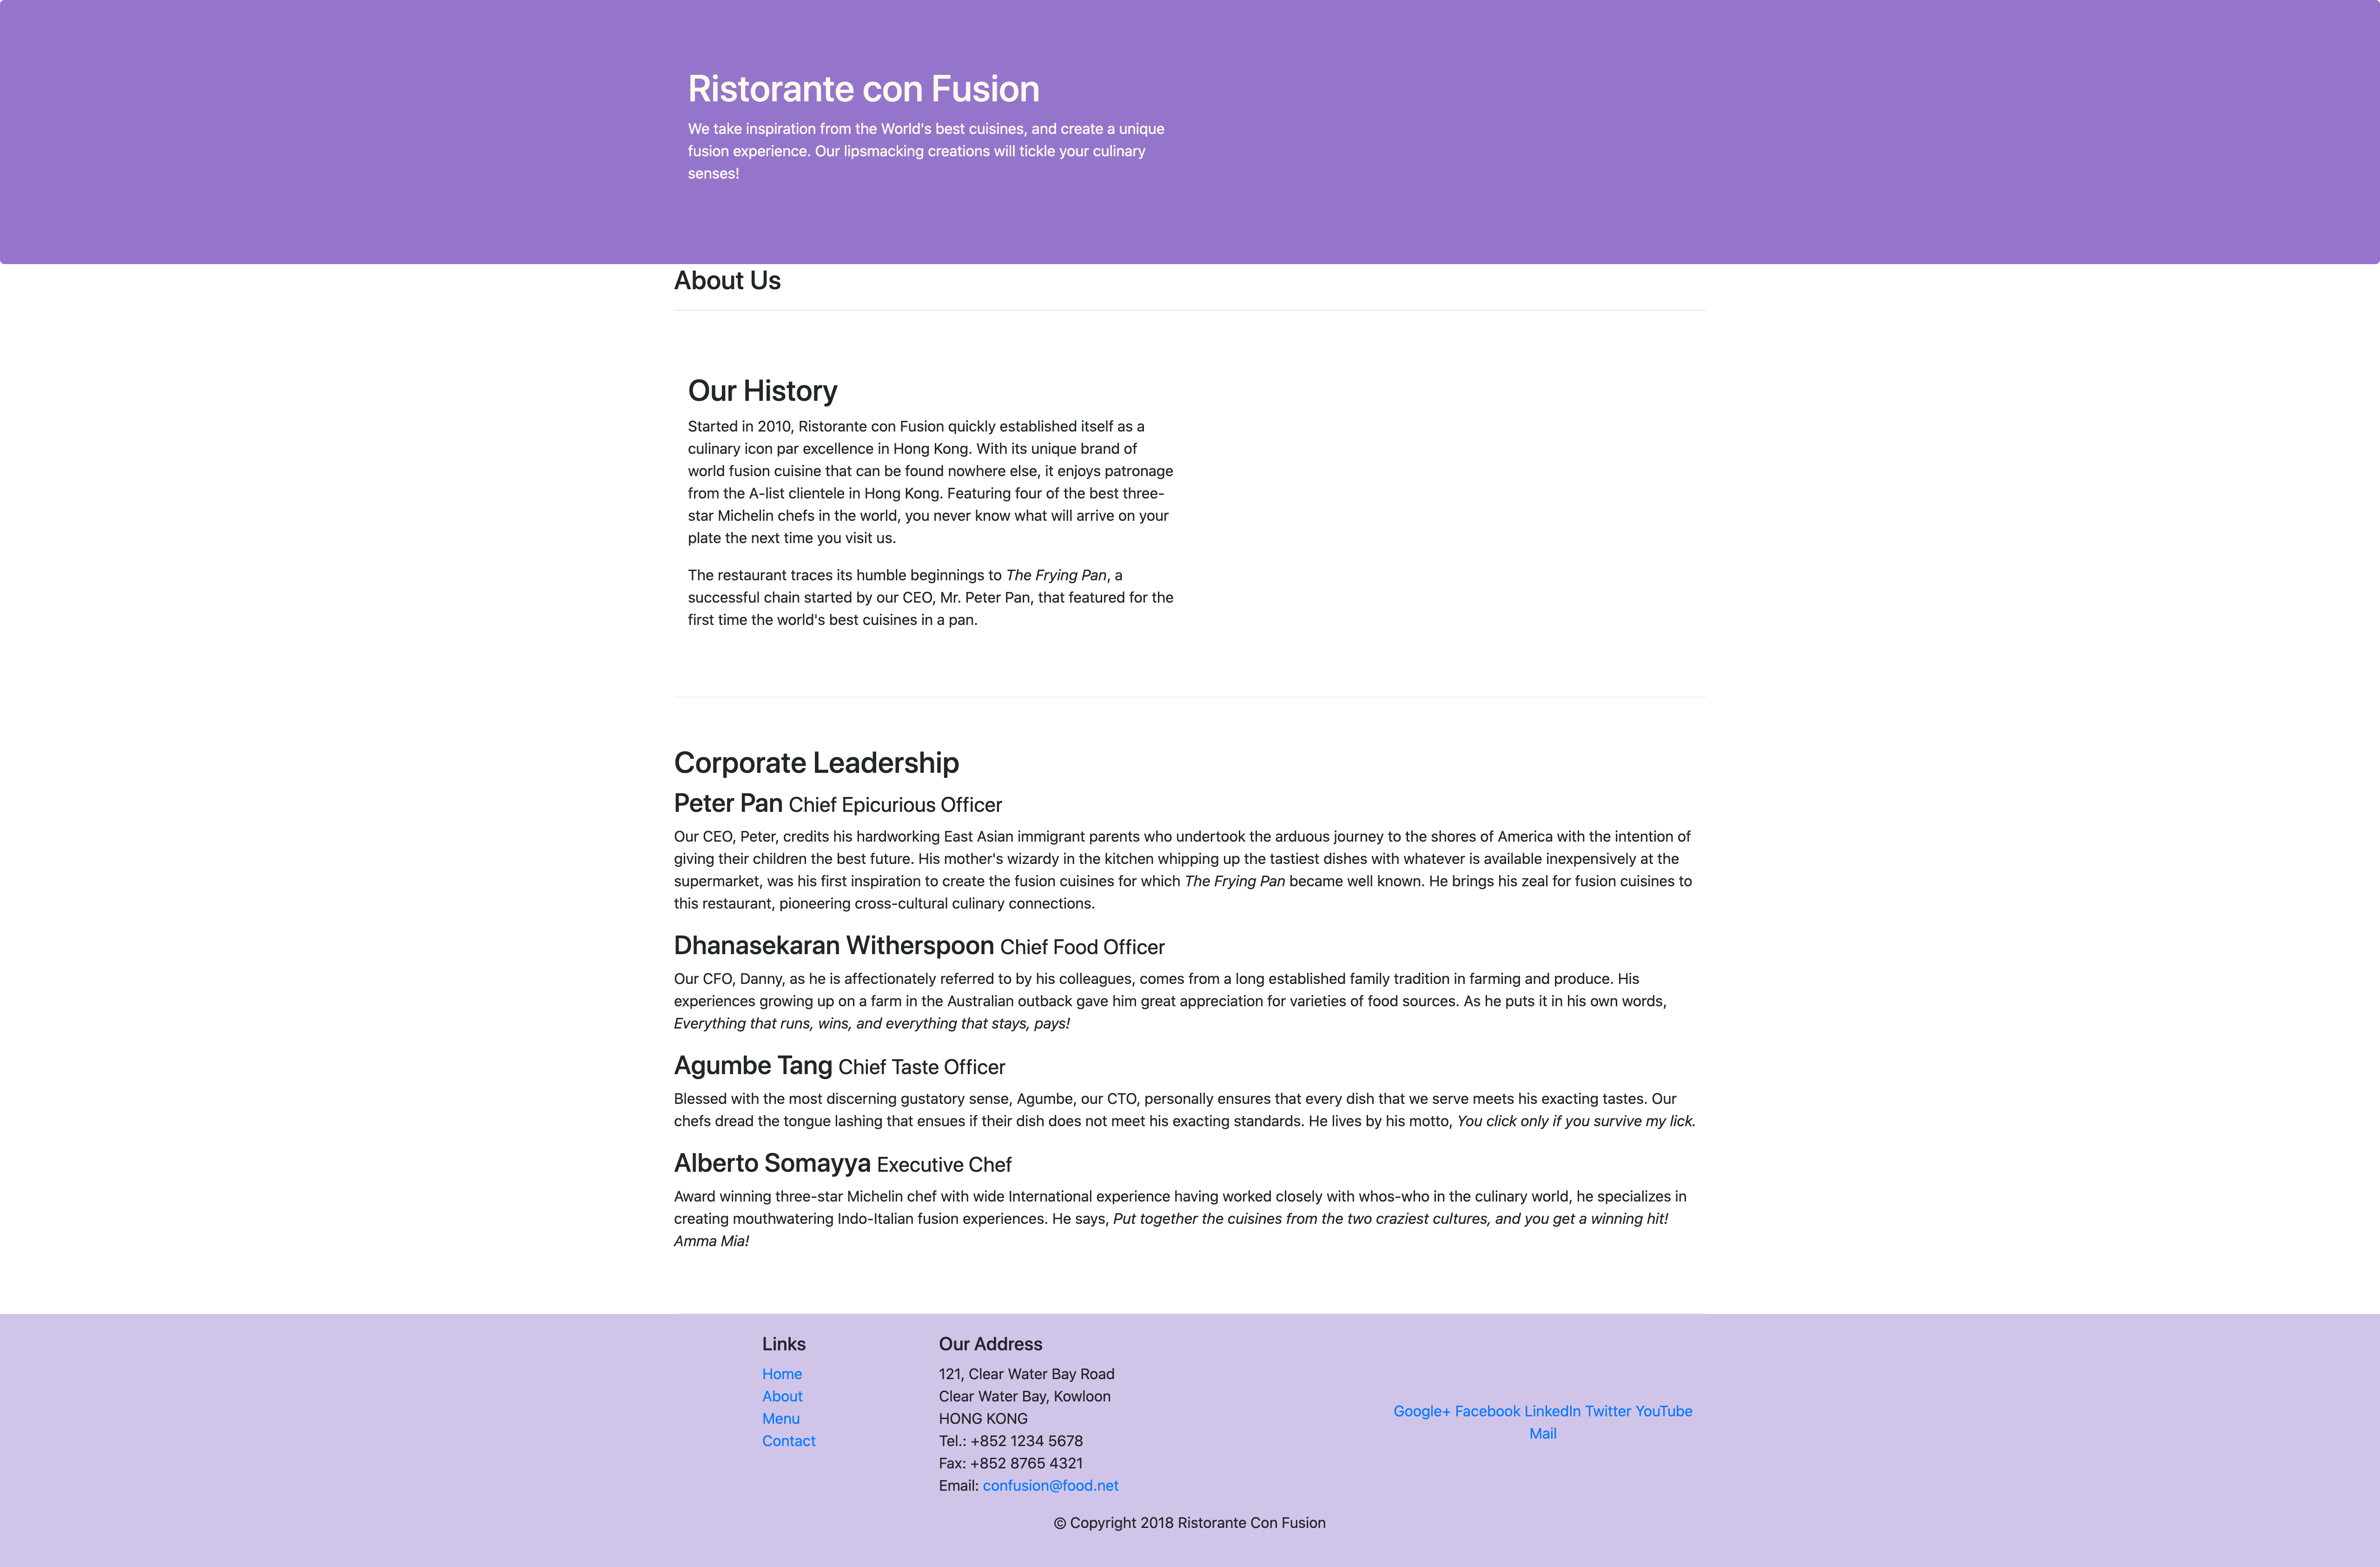 Ristorante con Fusion
We take inspiration from the World's best cuisines, and create a unique
fusion experience. Our lipsmacking creations will tickle your culinary
senses!
About Us
Our History
Started in 2010, Ristorante con Fusion quickly established itself as a
culinary icon par excellence in Hong Kong. With its unique brand of
world fusion cuisine that can be found nowhere else, it enjoys patronage
from the A-list clientele in Hong Kong. Featuring four of the best three-
star Michelin chefs in the world, you never know what will arrive on your
plate the next time you visit us.
The restaurant traces its humble beginnings to The Frying Pan, a
successful chain started by our CEO, Mr. Peter Pan, that featured for the
first time the world's best cuisines in a pan.
Corporate Leadership
Peter Pan Chief Epicurious Officer
Our CEO, Peter, credits his hardworking East Asian immigrant parents who undertook the arduous journey to the shores of America with the intention of
giving their children the best future. His mother's wizardy in the kitchen whipping up the tastiest dishes with whatever is available inexpensively at the
supermarket, was his first inspiration to create the fusion cuisines for which The Frying Pan became well known. He brings his zeal for fusion cuisines to
this restaurant, pioneering cross-cultural culinary connections.
Dhanasekaran Witherspoon Chief Food Officer
Our CFO, Danny, as he is affectionately referred to by his colleagues, comes from a long established family tradition in farming and produce. His
experiences growing up on a farm in the Australian outback gave him great appreciation for varieties of food sources. As he puts it in his own words,
Everything that runs, wins, and everything that stays, pays!
Agumbe Tang Chief Taste Officer
Blessed with the most discerning gustatory sense, Agumbe, our CTO, personally ensures that every dish that we serve meets his exacting tastes. Our
chefs dread the tongue lashing that ensues if their dish does not meet his exacting standards. He lives by his motto, You click only if you survive my lick.
Alberto Somayya Executive Chef
Award winning three-star Michelin chef with wide International experience having worked closely with whos-who in the culinary world, he specializes in
creating mouthwatering Indo-Italian fusion experiences. He says, Put together the cuisines from the two craziest cultures, and you get a winning hit!
Amma Mia!
Links
Home
About
Menu
Contact
Our Address
121, Clear Water Bay Road
Clear Water Bay, Kowloon
HONG KONG
Tel.: +852 1234 5678
Fax: +852 8765 4321
Email: confusion@food.net
Google+ Facebook LinkedIn Twitter YouTube
Mail
© Copyright 2018 Ristorante Con Fusion